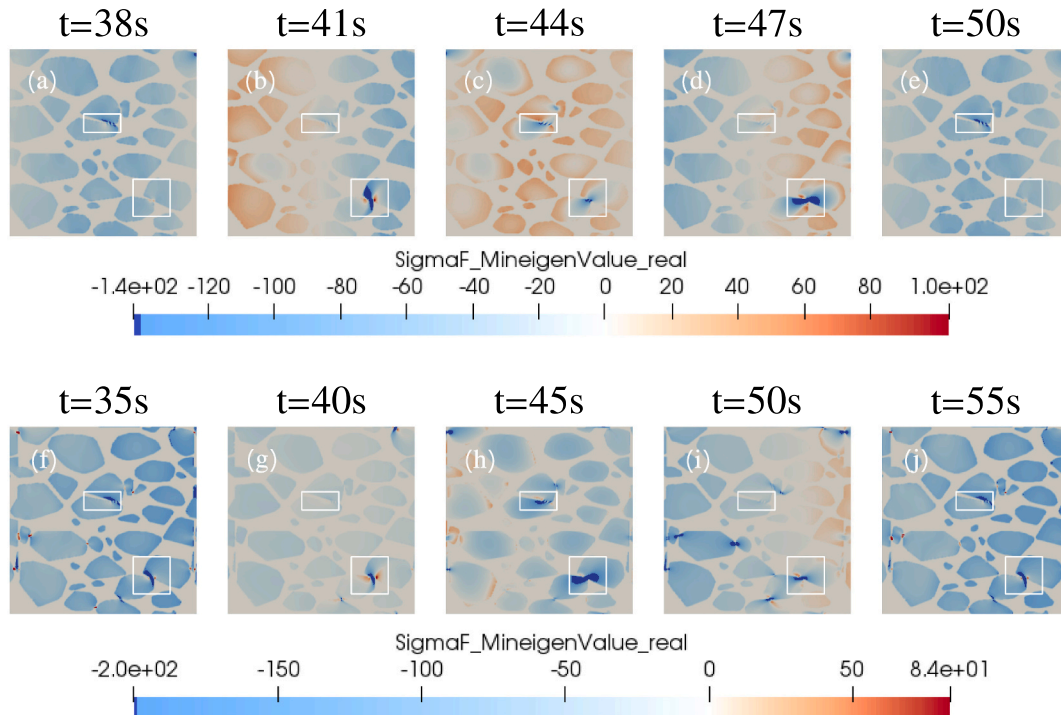 t=38s t=41s t=44s t=47s t=50s
(a) (b) (c) (d) (e)
SigmaF_MineigenValue_real
-1.4e+02 -120 -100 -80 -60 -40 -20 0 20 40 60 80 1.0e+02
t=35s t=40s t=45s t=50s t=55s
(f) (g) (h) (i) (j)
SigmaF_MineigenValue_real
-2.0e+02 -150 -100 -50 0 50 8.4e+01